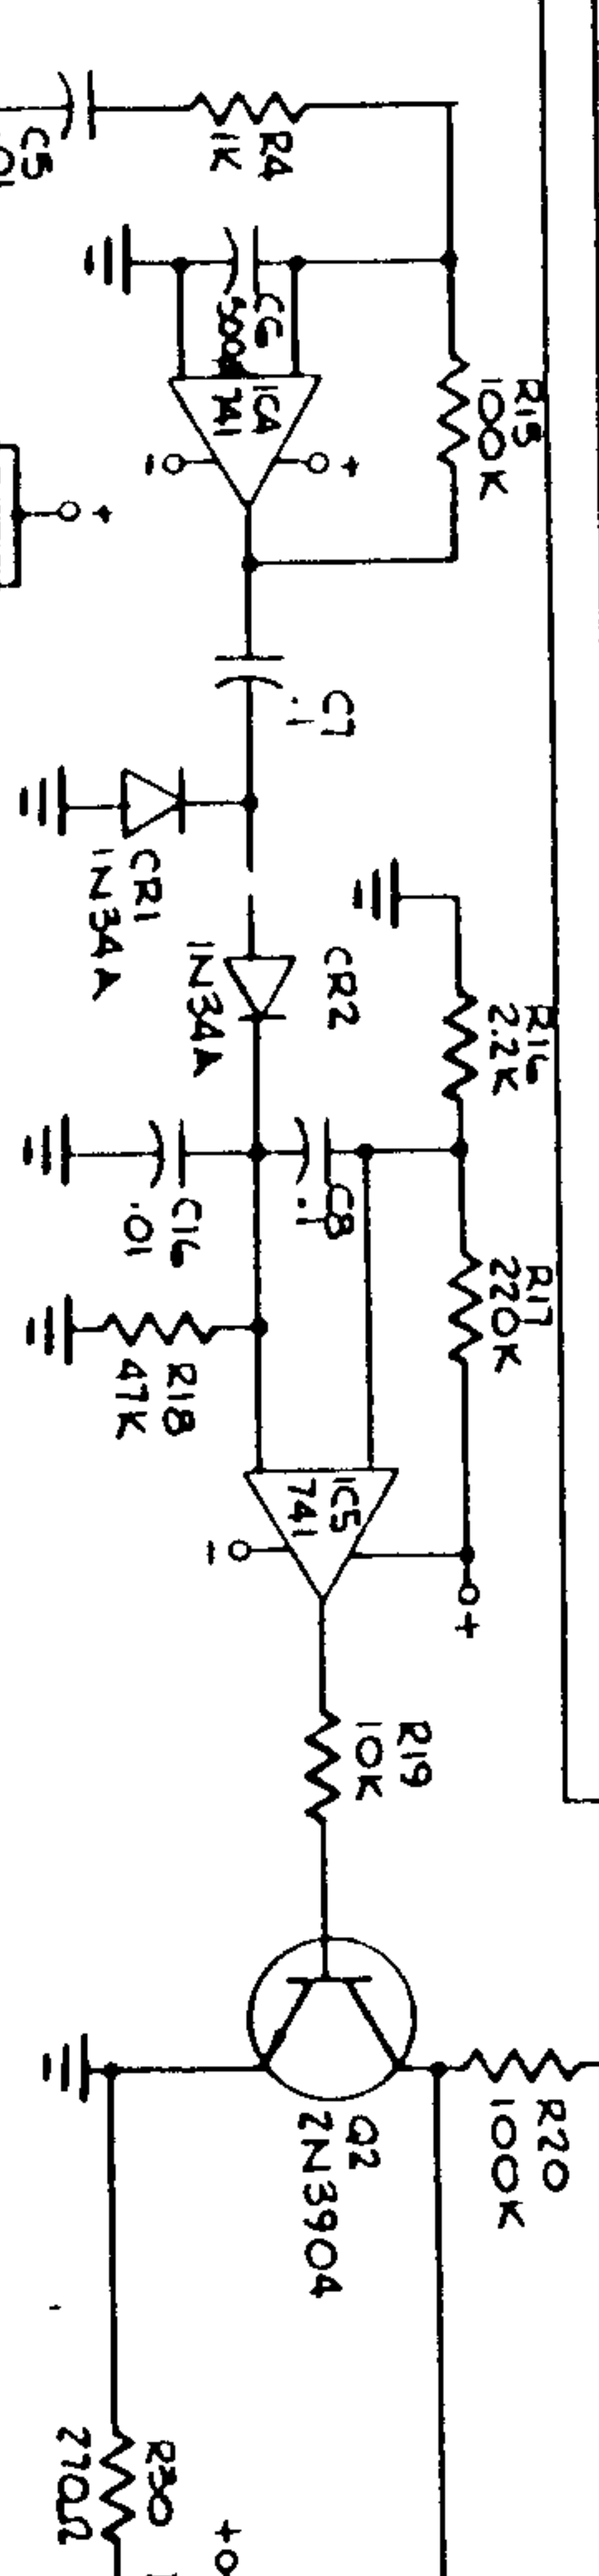 C5
R4
1K
C6
IC4
741
-
+
R15
100K
+
C7
.1
CR1
1N34A
CR2
1N34A
R16
2.2K
C8
.1
C16
.01
R17
220K
R18
47K
IC5
741
-
+
R19
10K
Q2
2N3904
R20
100K
R30
270Ω
+